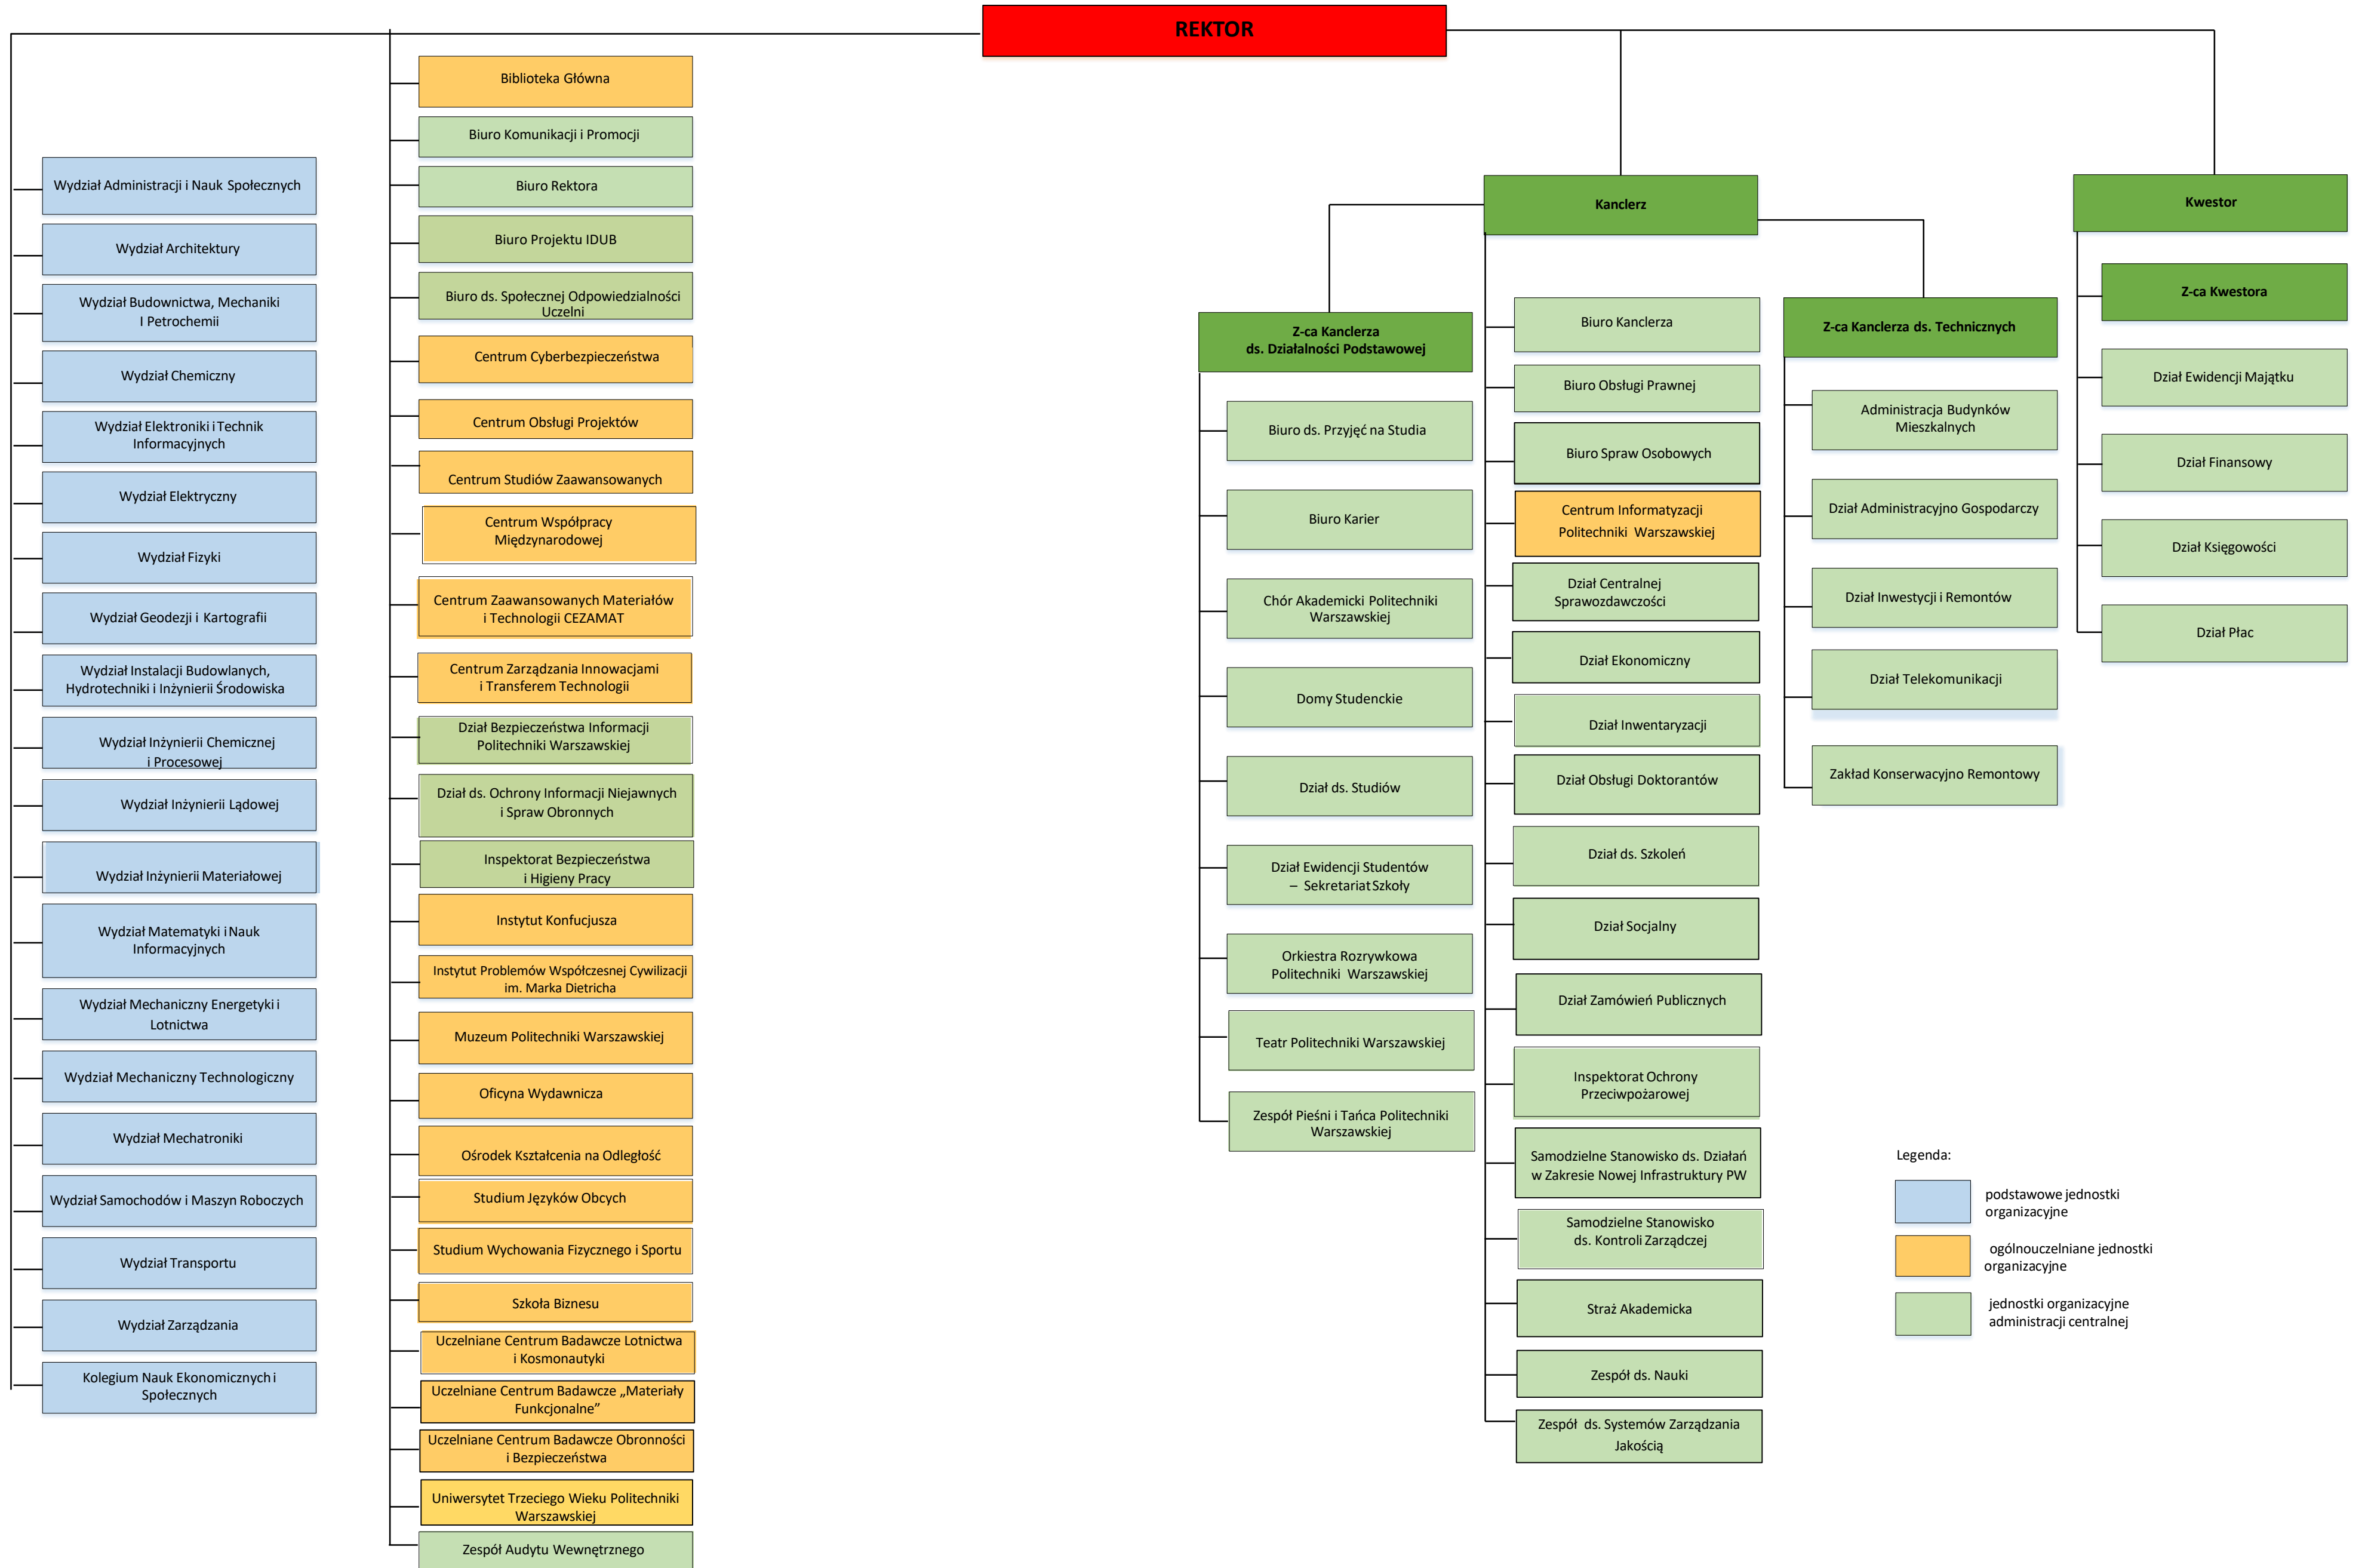 REKTOR
Wydział Administracji i Nauk Społecznych
Wydział Architektury
Wydział Budownictwa, Mechaniki
I Petrochemii
Wydział Chemiczny
Wydział Elektroniki i Technik
Informacyjnych
Wydział Elektryczny
Wydział Fizyki
Wydział Geodezji i Kartografii
Wydział Instalacji Budowlanych,
Hydrotechniki i Inżynierii Środowiska
Wydział Inżynierii Chemicznej
i Procesowej
Wydział Inżynierii Lądowej
Wydział Inżynierii Materiałowej
Wydział Matematyki i Nauk
Informacyjnych
Wydział Mechaniczny Energetyki i
Lotnictwa
Wydział Mechaniczny Technologiczny
Wydział Mechatroniki
Wydział Samochodów i Maszyn Roboczych
Wydział Transportu
Wydział Zarządzania
Kolegium Nauk Ekonomicznych i
Społecznych
Biblioteka Główna
Biuro Komunikacji i Promocji
Biuro Rektora
Biuro Projektu IDUB
Biuro ds. Społecznej Odpowiedzialności
Uczelni
Centrum Cyberbezpieczeństwa
Centrum Obsługi Projektów
Centrum Studiów Zaawansowanych
Centrum Współpracy
Międzynarodowej
Centrum Zaawansowanych Materiałów
i Technologii CEZAMAT
Centrum Zarządzania Innowacjami
i Transferem Technologii
Dział Bezpieczeństwa Informacji
Politechniki Warszawskiej
Dział ds. Ochrony Informacji Niejawnych
i Spraw Obronnych
Inspektorat Bezpieczeństwa
i Higieny Pracy
Instytut Konfucjusza
Instytut Problemów Współczesnej Cywilizacji
im. Marka Dietricha
Muzeum Politechniki Warszawskiej
Oficyna Wydawnicza
Ośrodek Kształcenia na Odległość
Studium Języków Obcych
Studium Wychowania Fizycznego i Sportu
Szkoła Biznesu
Uczelniane Centrum Badawcze Lotnictwa
i Kosmonautyki
Uczelniane Centrum Badawcze „Materiały
Funkcjonalne”
Uczelniane Centrum Badawcze Obronności
i Bezpieczeństwa
Uniwersytet Trzeciego Wieku Politechniki
Warszawskiej
Zespół Audytu Wewnętrznego
Kanclerz
Z-ca Kanclerza
ds. Działalności Podstawowej
Biuro ds. Przyjęć na Studia
Biuro Karier
Chór Akademicki Politechniki
Warszawskiej
Domy Studenckie
Dział ds. Studiów
Dział Ewidencji Studentów
– Sekretariat Szkoły
Orkiestra Rozrywkowa
Politechniki Warszawskiej
Teatr Politechniki Warszawskiej
Zespół Pieśni i Tańca Politechniki
Warszawskiej
Biuro Kanclerza
Biuro Obsługi Prawnej
Biuro Spraw Osobowych
Centrum Informatyzacji
Politechniki Warszawskiej
Dział Centralnej
Sprawozdawczości
Dział Ekonomiczny
Dział Inwentaryzacji
Dział Obsługi Doktorantów
Dział ds. Szkoleń
Dział Socjalny
Dział Zamówień Publicznych
Inspektorat Ochrony
Przeciwpożarowej
Samodzielne Stanowisko ds. Działań
w Zakresie Nowej Infrastruktury PW
Samodzielne Stanowisko
ds. Kontroli Zarządczej
Straż Akademicka
Zespół ds. Nauki
Zespół ds. Systemów Zarządzania
Jakością
Z-ca Kanclerza ds. Technicznych
Administracja Budynków
Mieszkalnych
Dział Administracyjno Gospodarczy
Dział Inwestycji i Remontów
Dział Telekomunikacji
Zakład Konserwacyjno Remontowy
Kwestor
Z-ca Kwestora
Dział Ewidencji Majątku
Dział Finansowy
Dział Księgowości
Dział Płac
Legenda:
podstawowe jednostki
organizacyjne
ogólnouczelniane jednostki
organizacyjne
jednostki organizacyjne
administracji centralnej